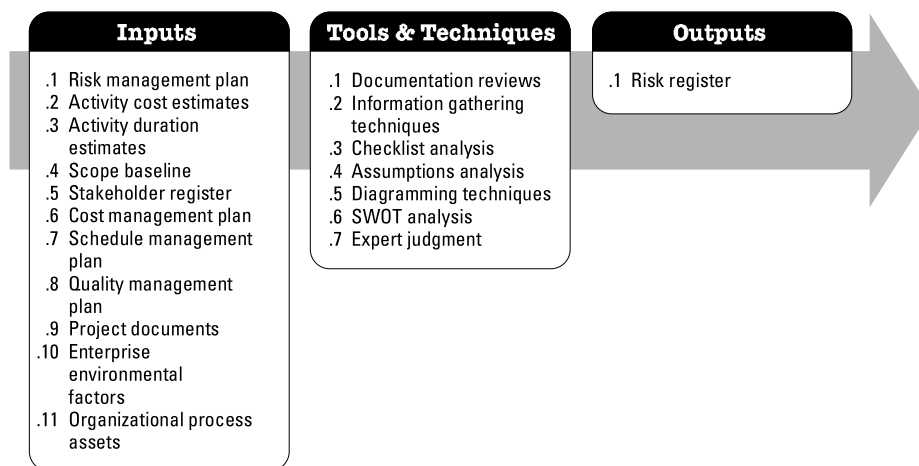 Inputs
.1 Risk management plan
.2 Activity cost estimates
.3 Activity duration
estimates
.4 Scope baseline
.5 Stakeholder register
.6 Cost management plan
.7 Schedule management
plan
.8 Quality management
plan
.9 Project documents
.10 Enterprise
environmental
factors
.11 Organizational process
assets
Tools & Techniques
.1 Documentation reviews
.2 Information gathering
techniques
.3 Checklist analysis
.4 Assumptions analysis
.5 Diagramming techniques
.6 SWOT analysis
.7 Expert judgment
Outputs
.1 Risk register